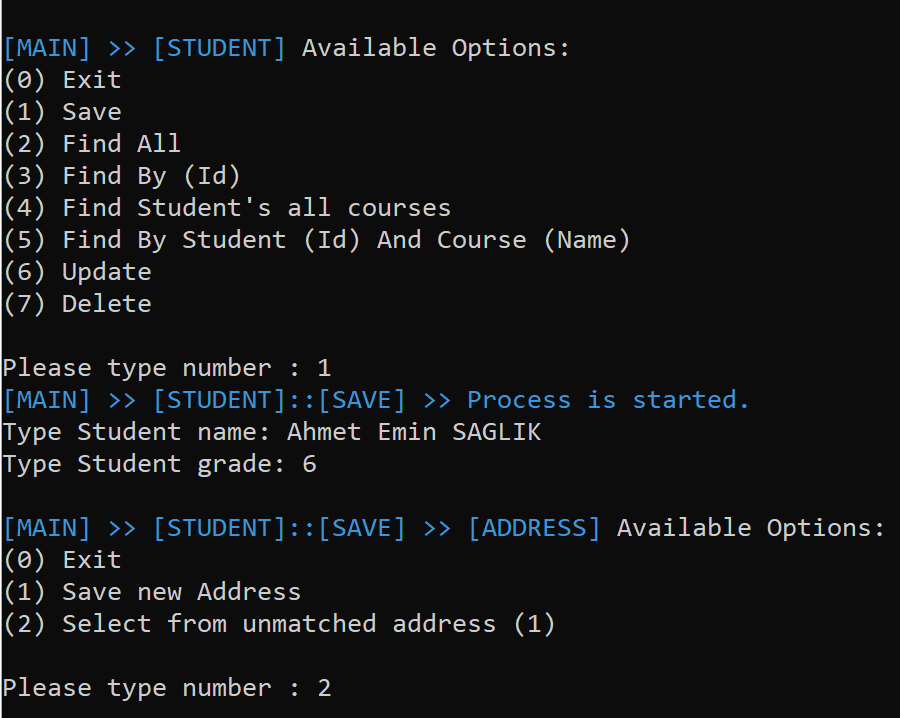 [MAIN] >> [STUDENT] Available Options:
(0) Exit
(1) Save
(2) Find All
(3) Find By (Id)
(4) Find Student's all courses
(5) Find By Student (Id) And Course (Name)
(6) Update
(7) Delete
Please type number : 1
[MAIN] >> [STUDENT]::[SAVE] >> Process is started.
Type Student name: Ahmet Emin SAGLIK
Type Student grade: 6
[MAIN] >> [STUDENT]::[SAVE] >> [ADDRESS] Available Options:
(0) Exit
(1) Save new Address
(2) Select from unmatched address (1)
Please type number : 2